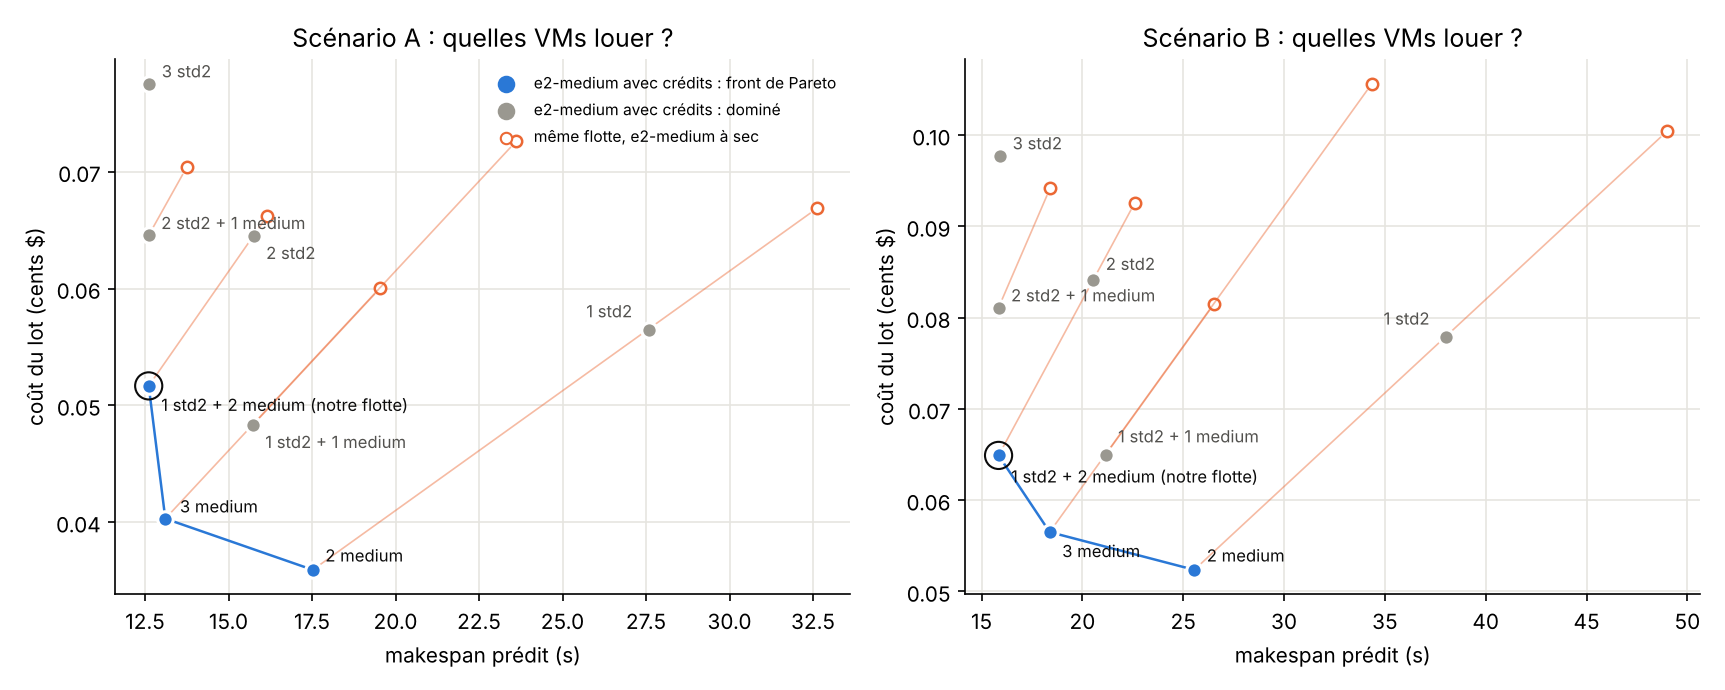 Scénario A : quelles VMs louer ?
coût du lot (cents $)
0.07
0.06
0.05
0.04
3 std2
e2-medium avec crédits : front de Pareto
e2-medium avec crédits : dominé
même flotte, e2-medium à sec
2 std2 + 1 medium
2 std2
1 std2
1 std2 + 2 medium (notre flotte)
1 std2 + 1 medium
3 medium
2 medium
12.5 15.0 17.5 20.0 22.5 25.0 27.5 30.0 32.5
makespan prédit (s)
Scénario B : quelles VMs louer ?
coût du lot (cents $)
0.10
0.09
0.08
0.07
0.06
0.05
3 std2
2 std2
2 std2 + 1 medium
1 std2
1 std2 + 1 medium
1 std2 + 2 medium (notre flotte)
3 medium
2 medium
15 20 25 30 35 40 45 50
makespan prédit (s)